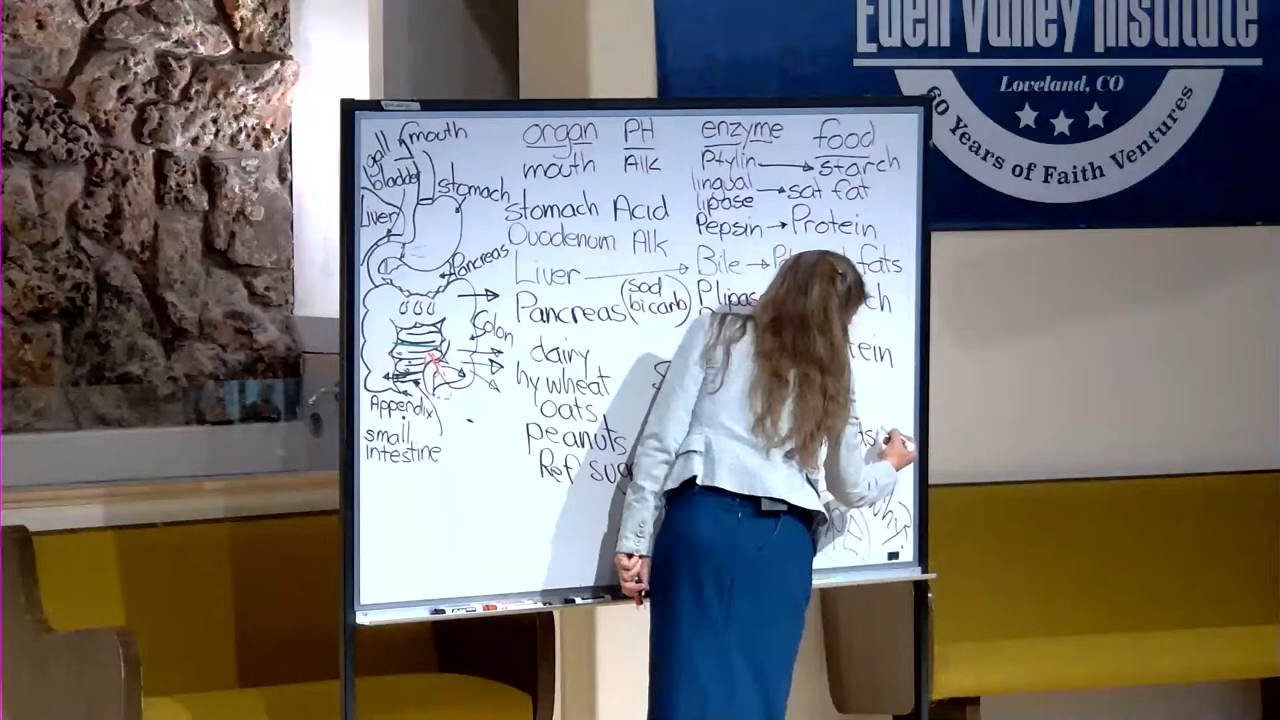 Eden Valley Institute
Loveland, CO
60 Years of Faith Ventures
organ PH enzyme food
mouth Alk Ptylin → starch
lingual lipase → sat fat
stomach Acid Pepsin → Protein
Duodenum Alk
Liver → Bile → fats
Pancreas (sod bicarb) Plipas
dairy
hy wheat
oats
peanuts
Ref
gall bladder
mouth
stomach
Liver
Pancreas
Colon
Appendix
small
intestine
why?